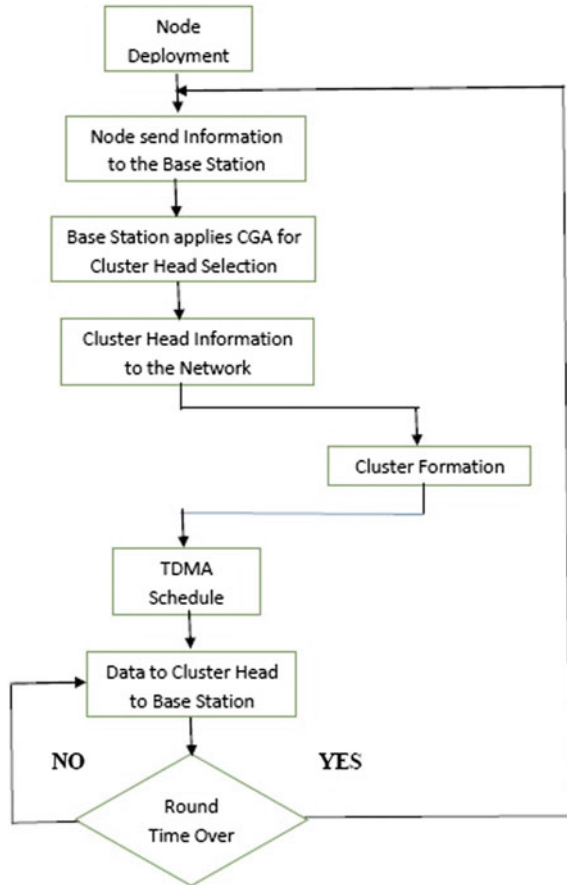 Node
Deployment
Node send Information
to the Base Station
Base Station applies CGA for
Cluster Head Selection
Cluster Head Information
to the Network
Cluster Formation
TDMA
Schedule
Data to Cluster Head
to Base Station
NO
YES
Round
Time Over